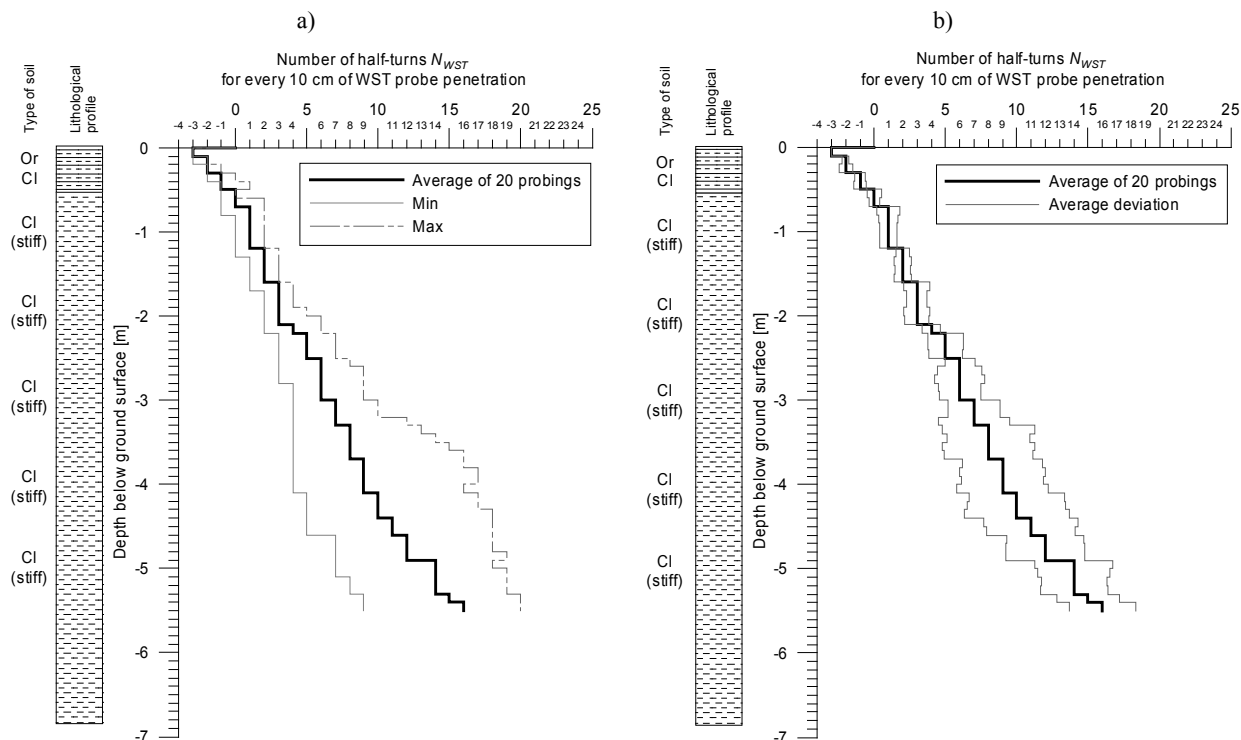 a)
Number of half-turns N_WST
for every 10 cm of WST probe penetration
Type of soil
Lithological
profile
0 5 10 15 20 25
-4 -3 -2 -1 1 2 3 4 6 7 8 9 11 12 13 14 16 17 18 19 21 22 23 24
Or
Cl
Cl
(stiff)
Cl
(stiff)
Cl
(stiff)
Cl
(stiff)
Cl
(stiff)
Depth below ground surface [m]
0
-1
-2
-3
-4
-5
-6
-7
Average of 20 probings
Min
Max
b)
Number of half-turns N_WST
for every 10 cm of WST probe penetration
Type of soil
Lithological
profile
0 5 10 15 20 25
-4 -3 -2 -1 1 2 3 4 6 7 8 9 11 12 13 14 16 17 18 19 21 22 23 24
Or
Cl
Cl
(stiff)
Cl
(stiff)
Cl
(stiff)
Cl
(stiff)
Cl
(stiff)
Depth below ground surface [m]
0
-1
-2
-3
-4
-5
-6
-7
Average of 20 probings
Average deviation